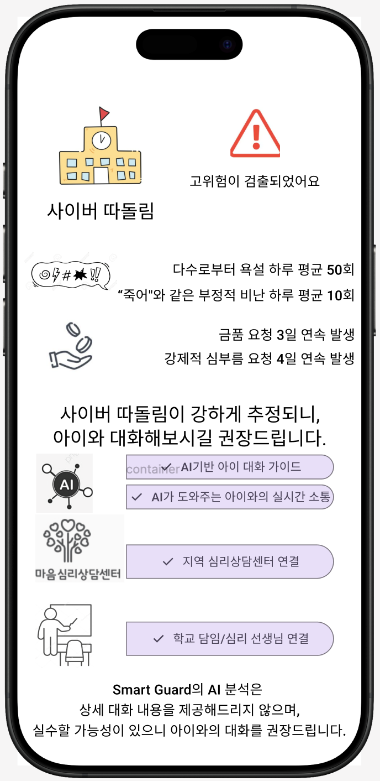 사이버 따돌림
고위험이 검출되었어요
다수로부터 욕설 하루 평균 50회
“죽어"와 같은 부정적 비난 하루 평균 10회
금품 요청 3일 연속 발생
강제적 심부름 요청 4일 연속 발생
사이버 따돌림이 강하게 추정되니,
아이와 대화해보시길 권장드립니다.
AI
container
AI기반 아이 대화 가이드
AI가 도와주는 아이와의 실시간 소통
마음심리상담센터
지역 심리상담센터 연결
학교 담임/심리 선생님 연결
Smart Guard의 AI 분석은
상세 대화 내용을 제공해드리지 않으며,
실수할 가능성이 있으니 아이와의 대화를 권장드립니다.